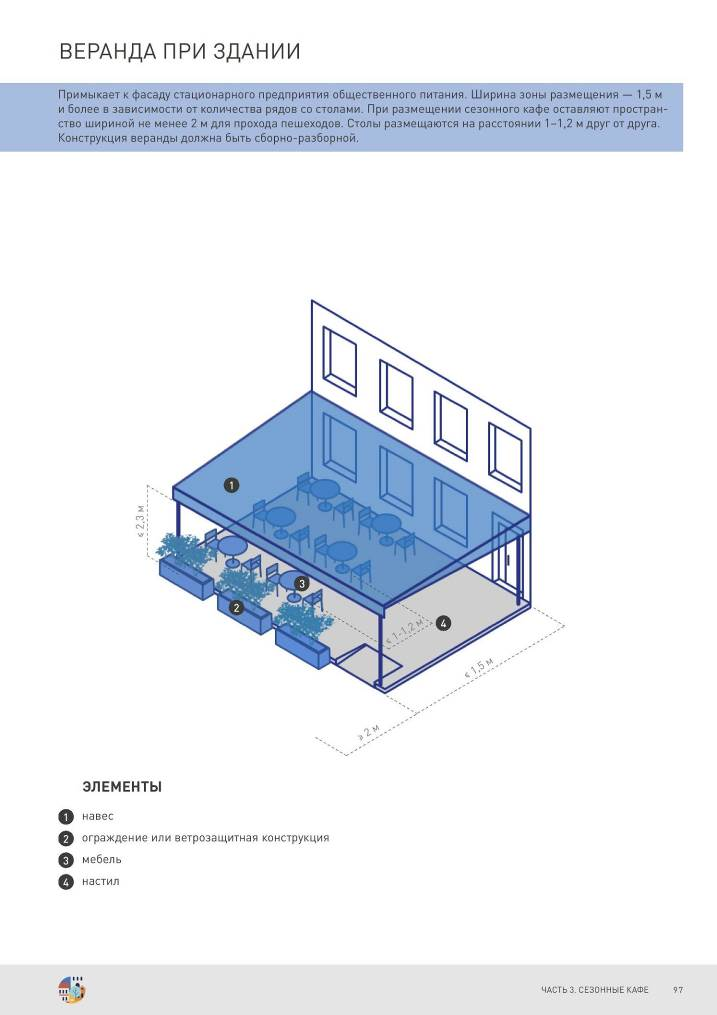 ВЕРАНДА ПРИ ЗДАНИИ
Примыкает к фасаду стационарного предприятия общественного питания. Ширина зоны размещения — 1,5 м
и более в зависимости от количества рядов со столами. При размещении сезонного кафе оставляют простран-
ство шириной не менее 2 м для прохода пешеходов. Столы размещаются на расстоянии 1–1,2 м друг от друга.
Конструкция веранды должна быть сборно-разборной.
1
⩽ 2,3 м
3
2
4
⩽ 1-1,2 м
⩽ 1,5 м
⩾ 2 м
ЭЛЕМЕНТЫ
1 навес
2 ограждение или ветрозащитная конструкция
3 мебель
4 настил
ЧАСТЬ 3. СЕЗОННЫЕ КАФЕ 97